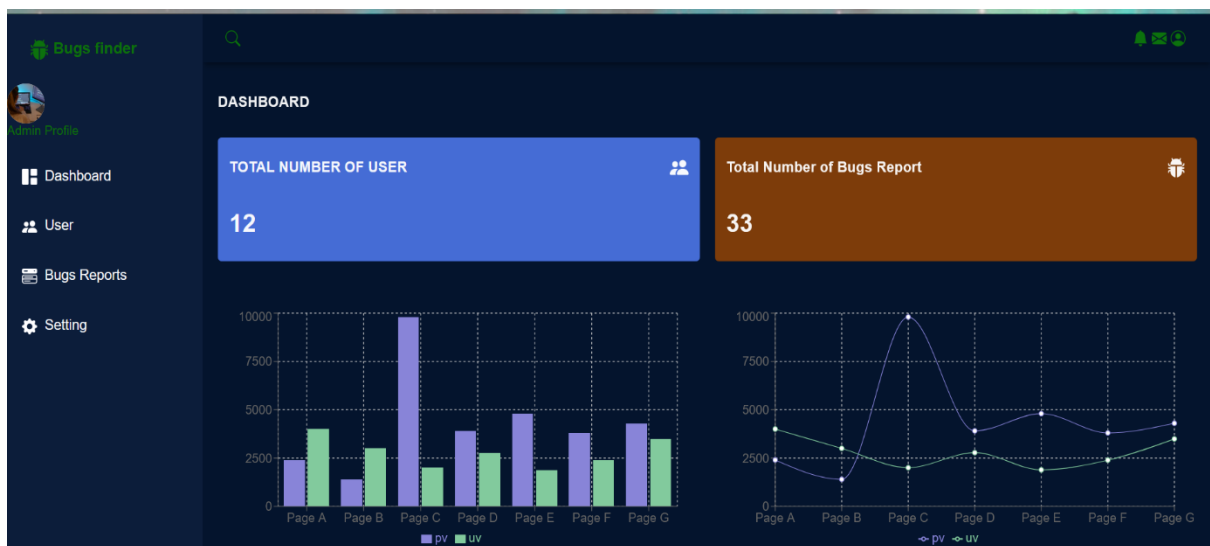 Bugs finder
Admin Profile
Dashboard
User
Bugs Reports
Setting
DASHBOARD
TOTAL NUMBER OF USER
12
Total Number of Bugs Report
33
10000
7500
5000
2500
0
Page A Page B Page C Page D Page E Page F Page G
pv uv
10000
7500
5000
2500
0
Page A Page B Page C Page D Page E Page F Page G
pv uv